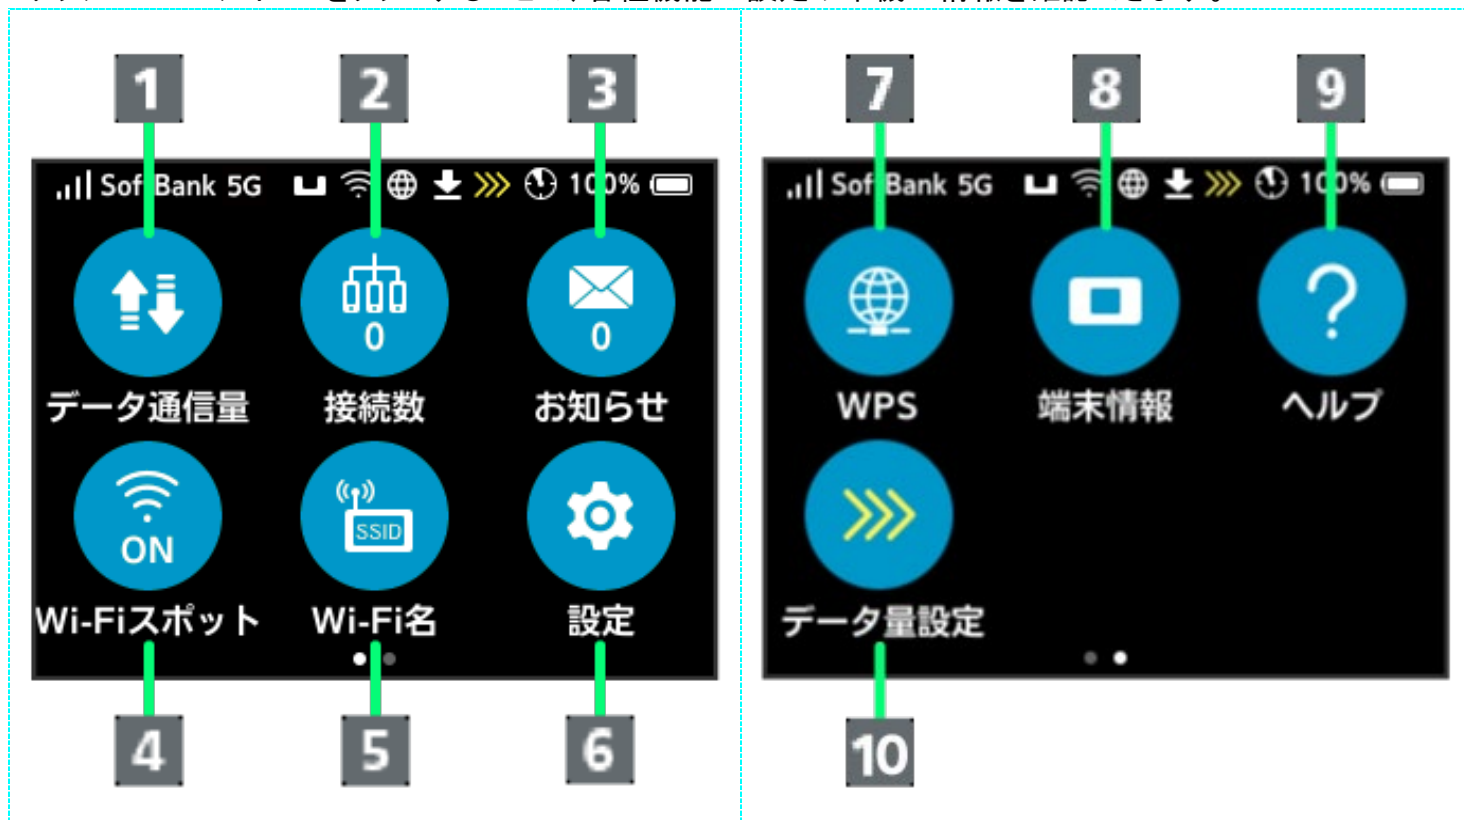 1 2 3
SoftBank 5G 100%
0 0
データ通信量 接続数 お知らせ
ON SSID
Wi-Fiスポット Wi-Fi名 設定
4 5 6
7 8 9
SoftBank 5G 100%
?
WPS 端末情報 ヘルプ
データ量設定
10